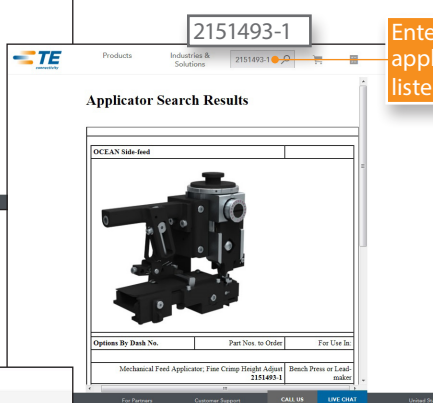 2151493-1
Ente
appl
liste
TE
connectivity
Products
Industries &
Solutions
2151493-1
Applicator Search Results
OCEAN Side-feed
Options By Dash No.
Part Nos. to Order
For Use In:
Mechanical Feed Applicator; Fine Crimp Height Adjust
2151493-1
Bench Press or Lead-
maker
For Partners
Customer Support
CALL US
LIVE CHAT
United Sta